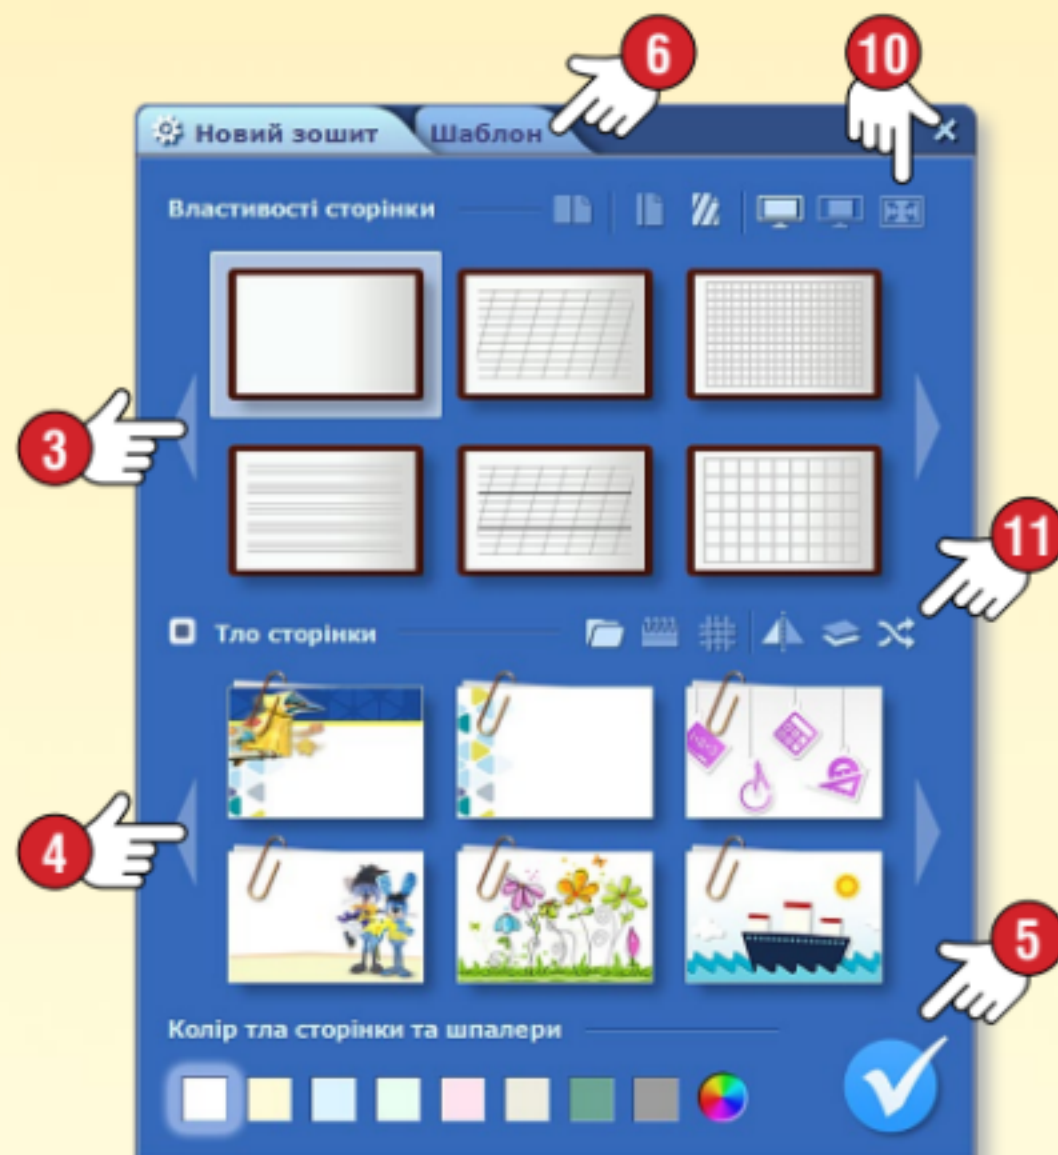 6
10
Новий зошит
Шаблон
Властивості сторінки
3
11
Тло сторінки
4
5
Колір тла сторінки та шпалери